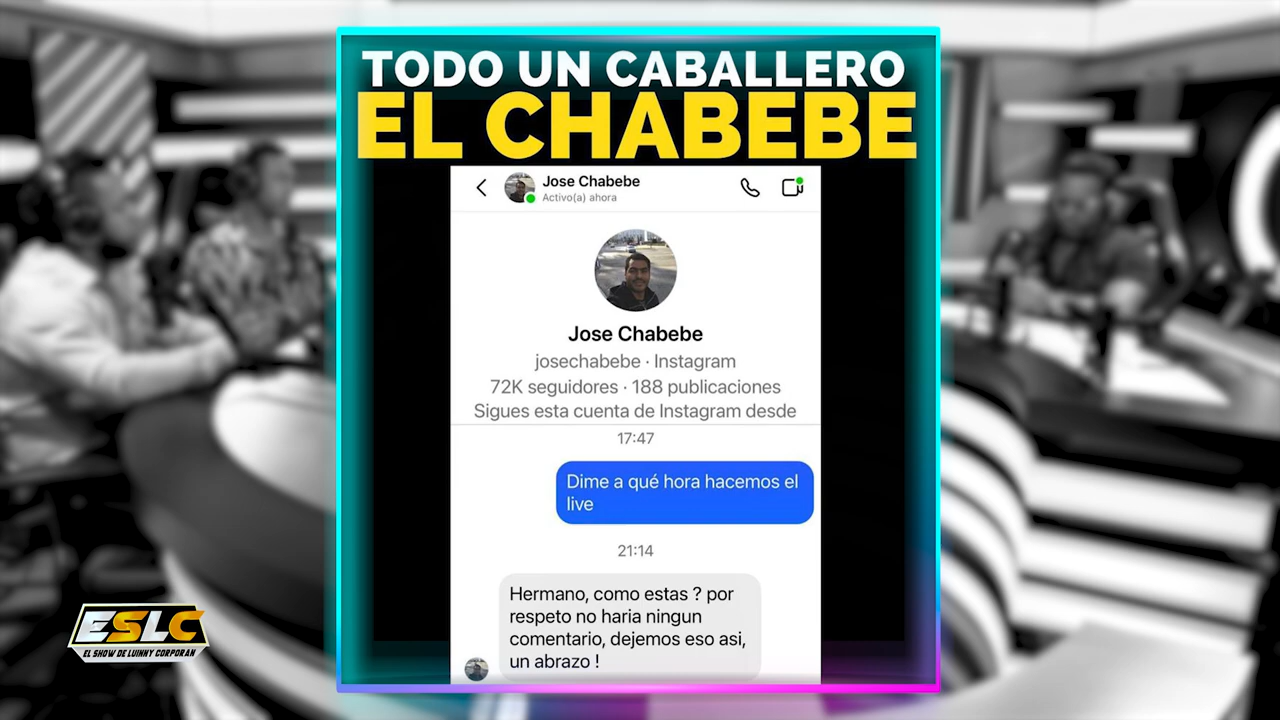 TODO UN CABALLERO
EL CHABEBE
Jose Chabebe
Activo(a) ahora
Jose Chabebe
josechabebe · Instagram
72K seguidores · 188 publicaciones
Sigues esta cuenta de Instagram desde
17:47
Dime a qué hora hacemos el
live
21:14
Hermano, como estas ? por
respeto no haria ningun
comentario, dejemos eso asi,
un abrazo !
ESLC
EL SHOW DE LUINNY CORPORÁN